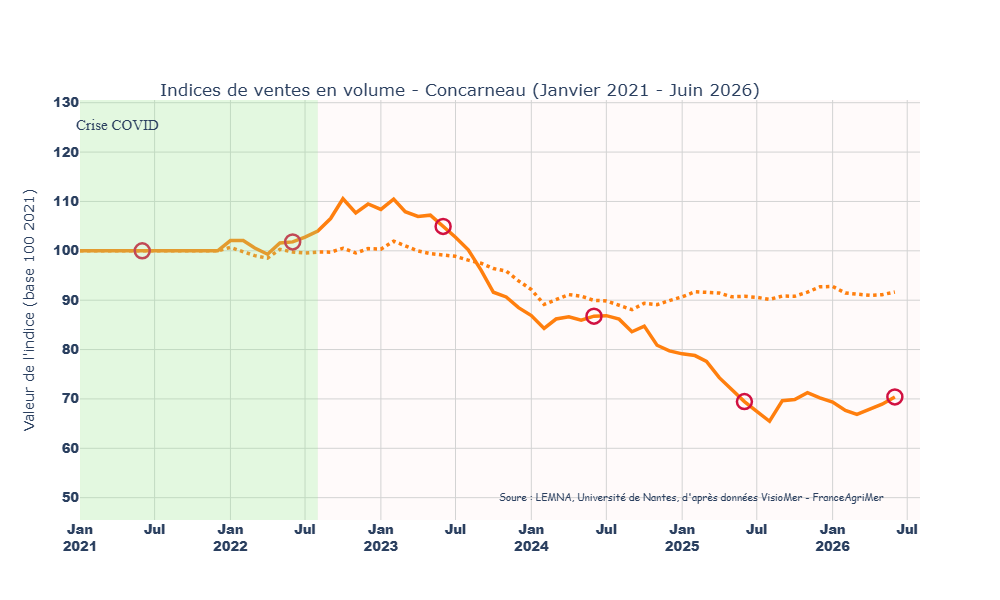 Indices de ventes en volume - Concarneau (Janvier 2021 - Juin 2026)
Valeur de l'indice (base 100 2021)
130
120
110
100
90
80
70
60
50
Crise COVID
Soure : LEMNA, Université de Nantes, d'après données VisioMer - FranceAgriMer
Jan Jul Jan Jul Jan Jul Jan Jul Jan Jul Jan Jul
2021 2022 2023 2024 2025 2026